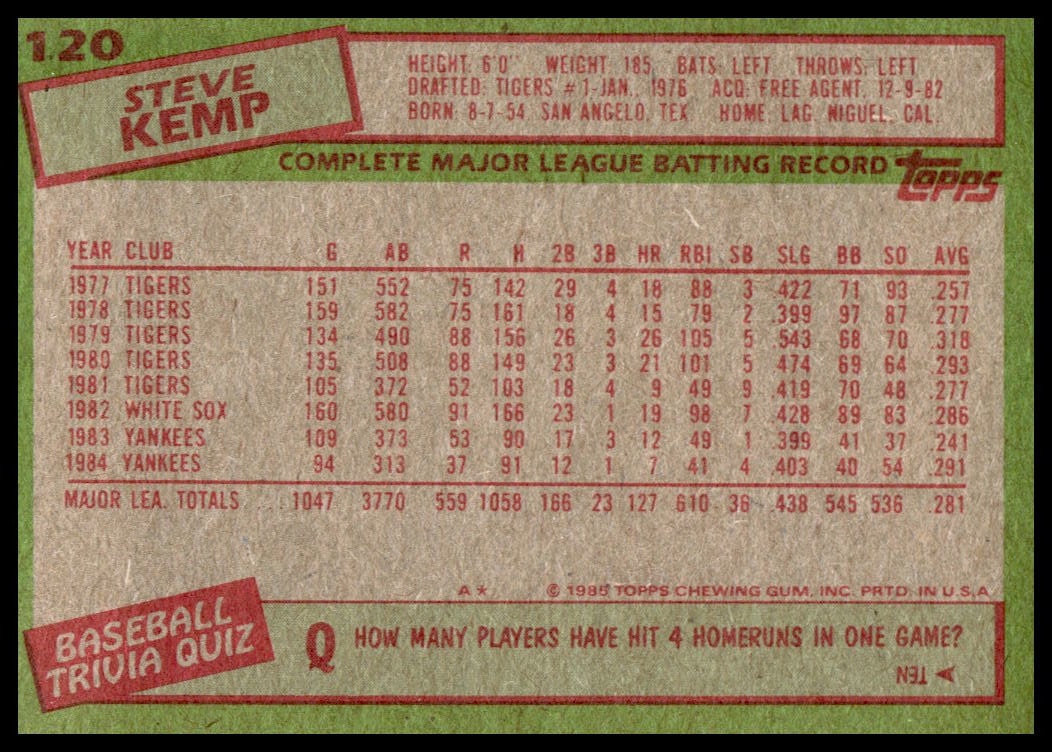 120
STEVE
KEMP
HEIGHT: 6'0" WEIGHT: 185 BATS: LEFT THROWS: LEFT
DRAFTED: TIGERS #1-JAN., 1976 ACQ: FREE AGENT, 12-9-82
BORN: 8-7-54, SAN ANGELO, TEX HOME: LAG. NIGUEL, CAL.
COMPLETE MAJOR LEAGUE BATTING RECORD topps
YEAR CLUB G AB R H 2B 3B HR RBI SB SLG BB SO AVG
1977 TIGERS 151 552 75 142 29 4 18 88 3 .422 71 93 .257
1978 TIGERS 159 582 75 161 18 4 15 79 2 .399 97 87 .277
1979 TIGERS 134 490 88 156 26 3 26 105 5 .543 68 70 .318
1980 TIGERS 135 508 88 149 23 3 21 101 5 .474 69 64 .293
1981 TIGERS 105 372 52 103 18 4 9 49 9 .419 70 48 .277
1982 WHITE SOX 160 580 91 166 23 1 19 98 7 .428 89 83 .286
1983 YANKEES 109 373 53 90 17 3 12 49 1 .399 41 37 .241
1984 YANKEES 94 313 37 91 12 1 7 41 4 .403 40 54 .291
MAJOR LEA. TOTALS 1047 3770 559 1058 166 23 127 610 36 .438 545 536 .281
A* © 1985 TOPPS CHEWING GUM, INC. PRTD. IN U.S.A.
BASEBALL
TRIVIA QUIZ
Q HOW MANY PLAYERS HAVE HIT 4 HOMERUNS IN ONE GAME?
TEN